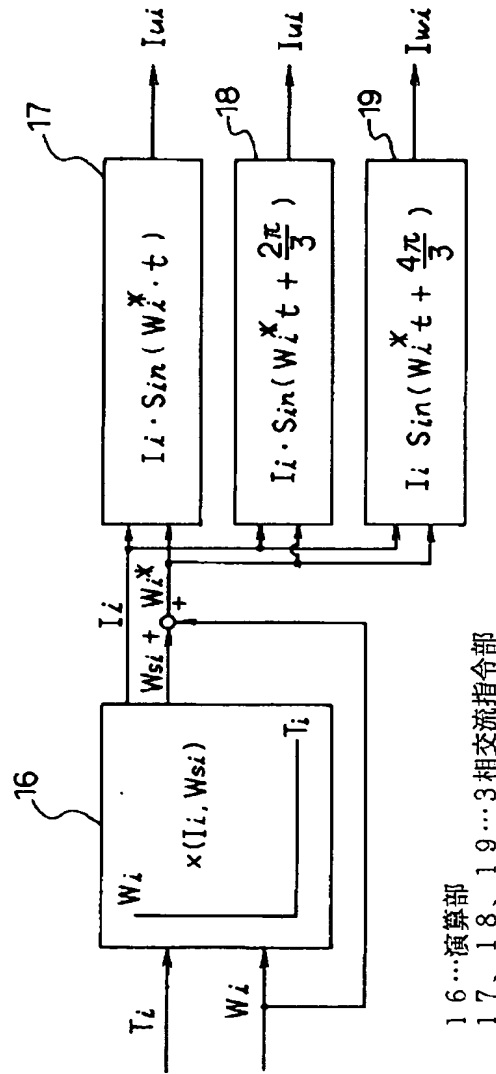 16
Ti
Wi
Wi
×(Ii, Wsi)
Ti
Ii
Wsi + Wi*
+
17
Ii · Sin(Wi* · t)
Iui
18
Ii · Sin(Wi* t + 2π/3)
Iui
19
Ii Sin(Wi* t + 4π/3)
Iwi
16…演算部
17、18、19…3相交流指令部